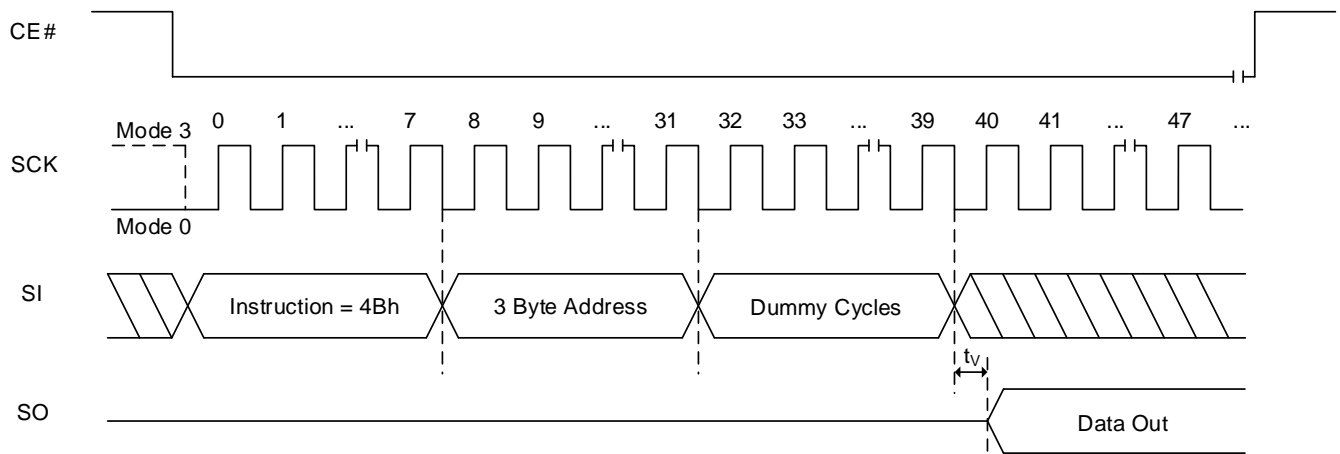 CE#
Mode 3
0 1 ... 7 8 9 ... 31 32 33 ... 39 40 41 ... 47 ...
SCK
Mode 0
SI
Instruction = 4Bh
3 Byte Address
Dummy Cycles
tV
SO
Data Out